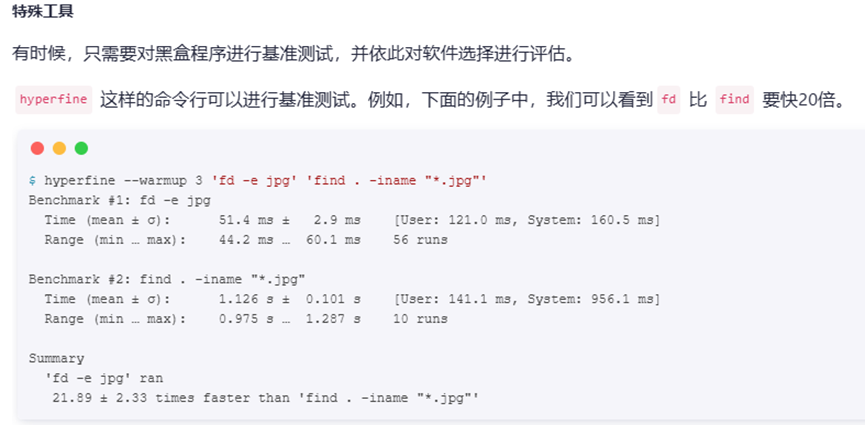 特殊工具
有时候，只需要对黑盒程序进行基准测试，并依此对软件选择进行评估。
hyperfine 这样的命令行可以进行基准测试。例如，下面的例子中，我们可以看到 fd 比 find 要快20倍。
$ hyperfine --warmup 3 'fd -e jpg' 'find . -iname "*.jpg"'
Benchmark #1: fd -e jpg
  Time (mean ± σ):      51.4 ms ±   2.9 ms    [User: 121.0 ms, System: 160.5 ms]
  Range (min … max):    44.2 ms …  60.1 ms    56 runs
Benchmark #2: find . -iname "*.jpg"
  Time (mean ± σ):      1.126 s ±  0.101 s    [User: 141.1 ms, System: 956.1 ms]
  Range (min … max):    0.975 s …  1.287 s    10 runs
Summary
  'fd -e jpg' ran
   21.89 ± 2.33 times faster than 'find . -iname "*.jpg"'